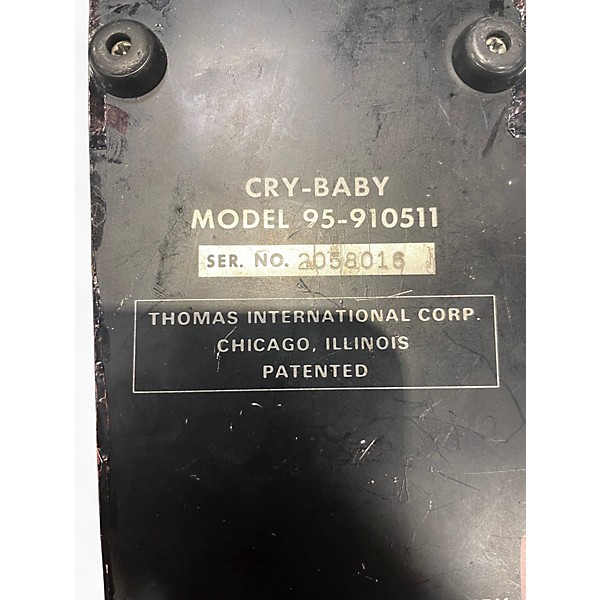 CRY-BABY
MODEL 95-910511
SER. NO. 2058016
THOMAS INTERNATIONAL CORP.
CHICAGO, ILLINOIS
PATENTED